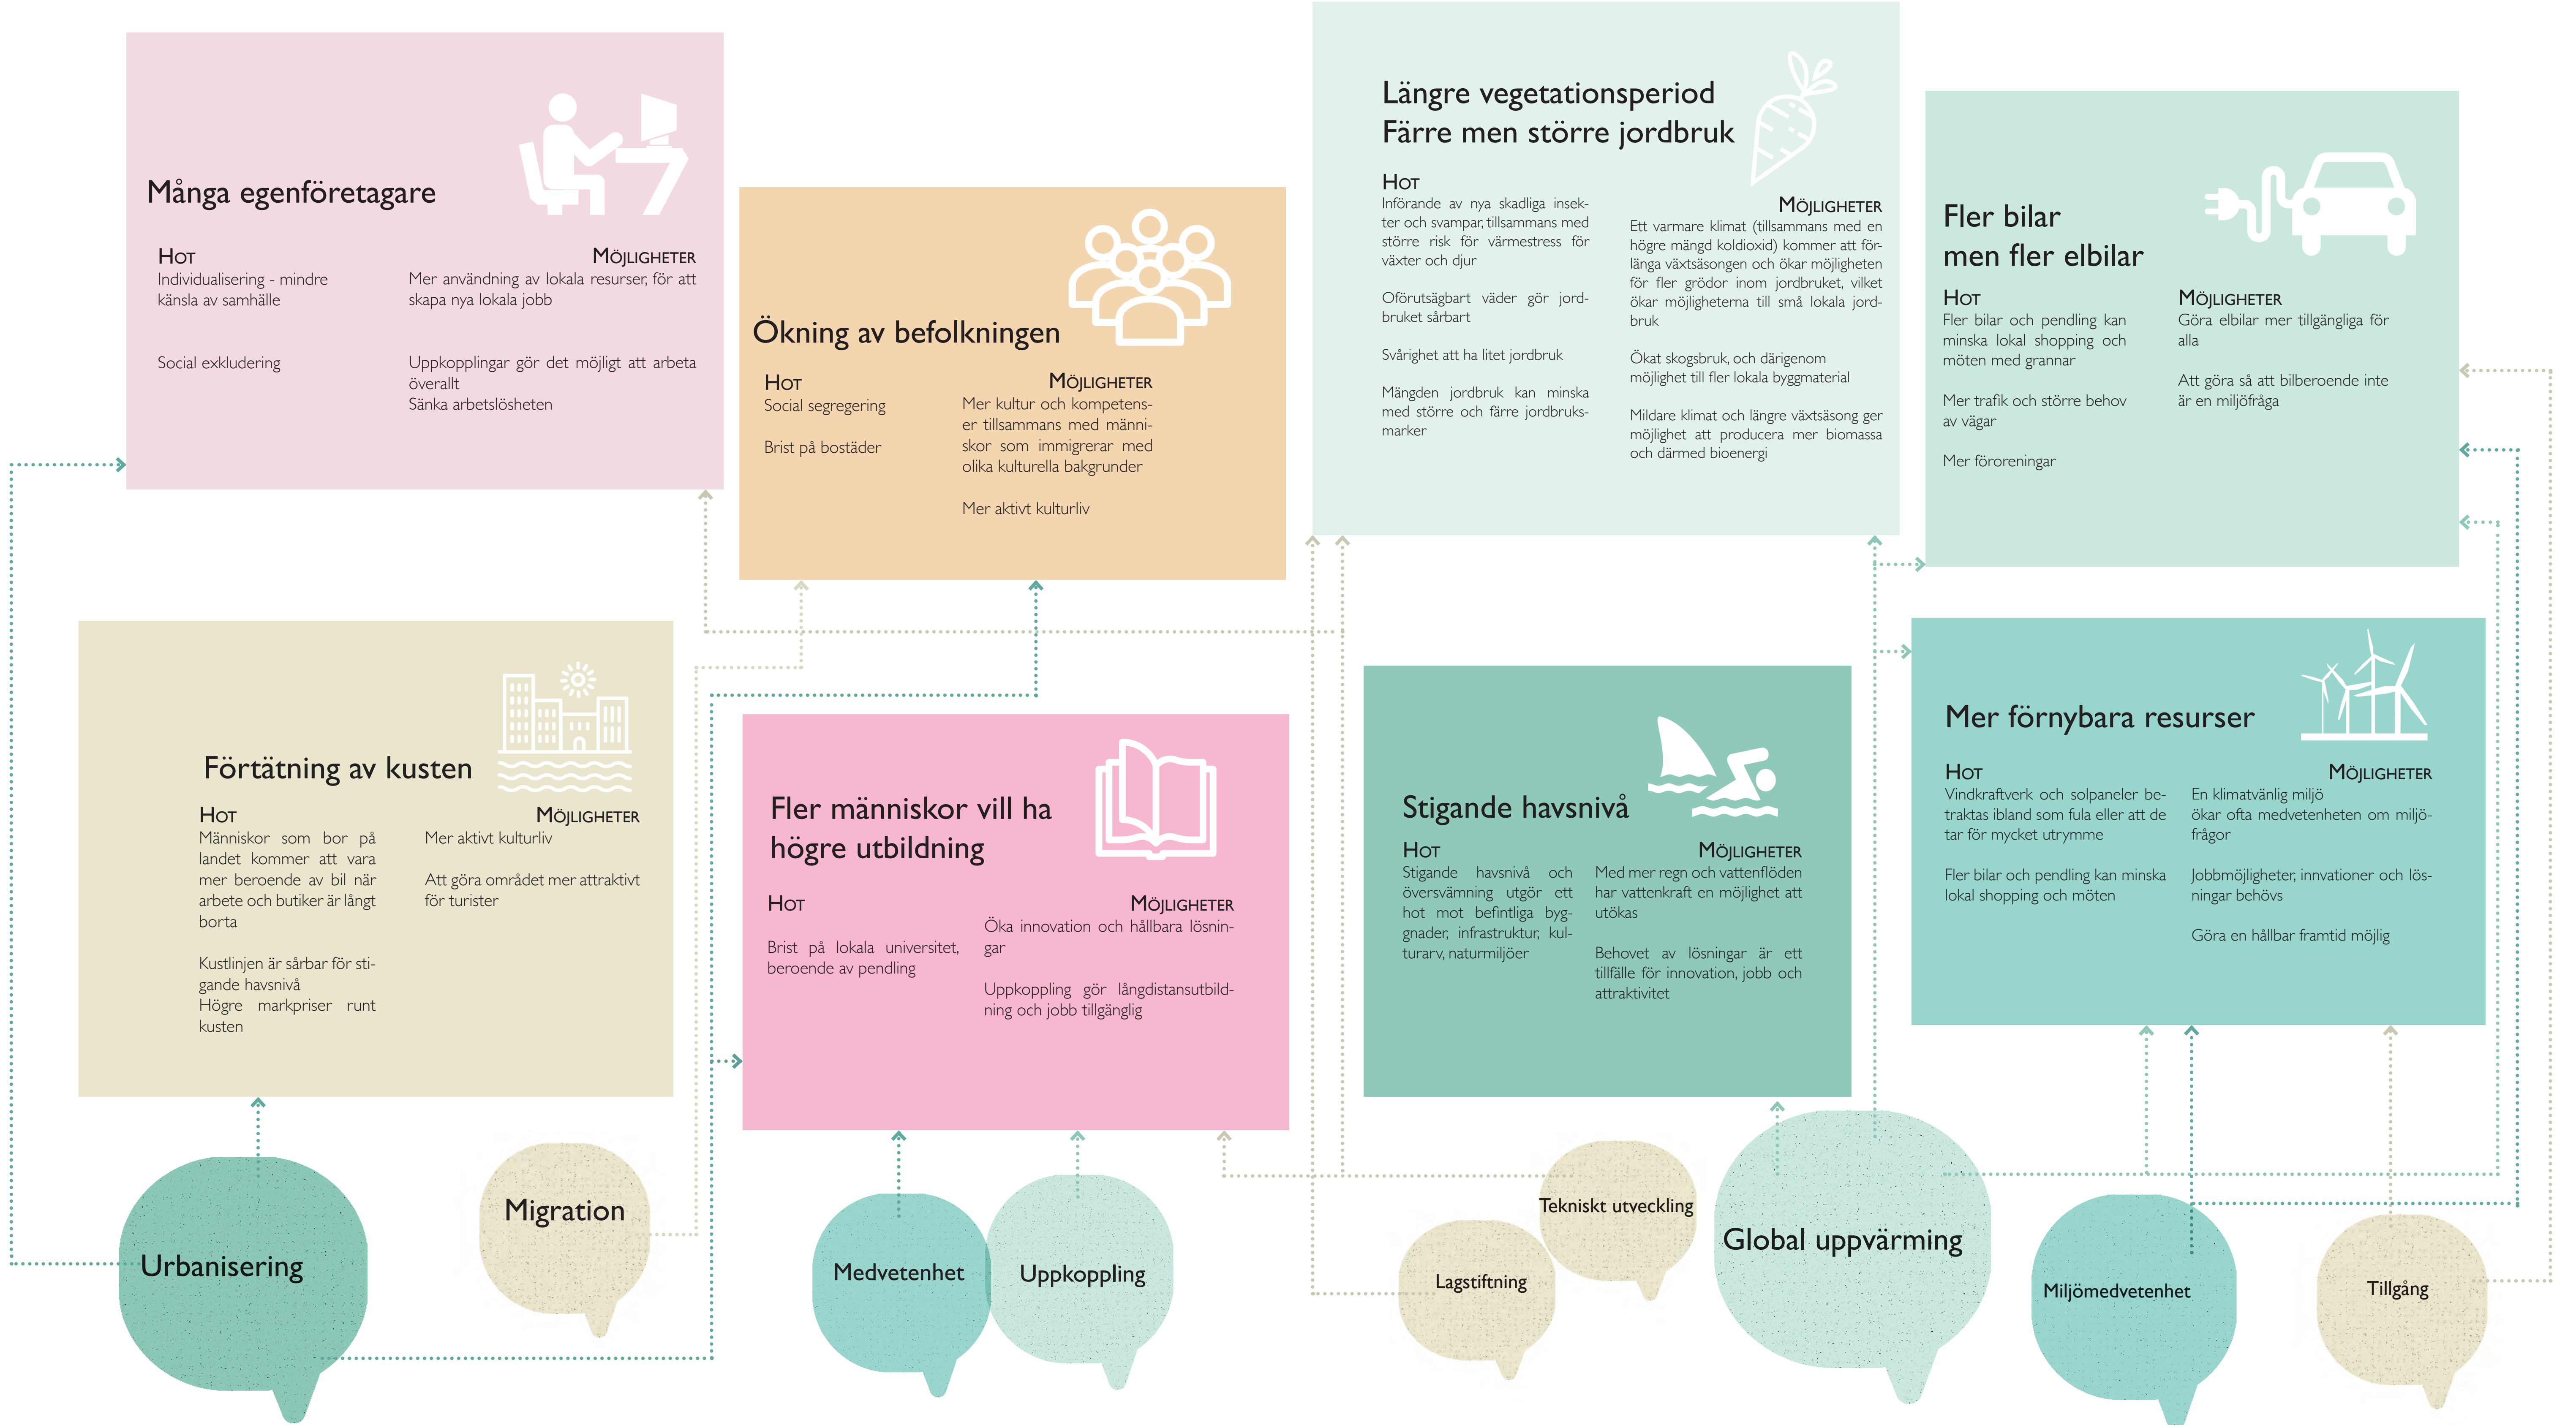 Många egenföretagare
HOT
Individualisering - mindre
känsla av samhälle
Social exkludering
MÖJLIGHETER
Mer användning av lokala resurser, för att
skapa nya lokala jobb
Uppkopplingar gör det möjligt att arbeta
överallt
Sänka arbetslösheten
Ökning av befolkningen
HOT
Social segregering
Brist på bostäder
MÖJLIGHETER
Mer kultur och kompetens-
er tillsammans med männi-
skor som immigrerar med
olika kulturella bakgrunder
Mer aktivt kulturliv
Längre vegetationsperiod
Färre men större jordbruk
HOT
Införande av nya skadliga insek-
ter och svampar, tillsammans med
större risk för värmestress för
växter och djur
Oförutsägbart väder gör jord-
bruket sårbart
Svårighet att ha litet jordbruk
Mängden jordbruk kan minska
med större och färre jordbruks-
marker
MÖJLIGHETER
Ett varmare klimat (tillsammans med en
högre mängd koldioxid) kommer att för-
länga växtsäsongen och ökar möjligheten
för fler grödor inom jordbruket, vilket
ökar möjligheterna till små lokala jord-
bruk
Ökat skogsbruk, och därigenom
möjlighet till fler lokala byggmaterial
Mildare klimat och längre växtsäsong ger
möjlighet att producera mer biomassa
och därmed bioenergi
Fler bilar
men fler elbilar
HOT
Fler bilar och pendling kan
minska lokal shopping och
möten med grannar
Mer trafik och större behov
av vägar
Mer föroreningar
MÖJLIGHETER
Göra elbilar mer tillgängliga för
alla
Att göra så att bilberoende inte
är en miljöfråga
Förtätning av kusten
HOT
Människor som bor på
landet kommer att vara
mer beroende av bil när
arbete och butiker är långt
borta
Kustlinjen är sårbar för sti-
gande havsnivå
Högre markpriser runt
kusten
MÖJLIGHETER
Mer aktivt kulturliv
Att göra området mer attraktivt
för turister
Fler människor vill ha
högre utbildning
HOT
Brist på lokala universitet,
beroende av pendling
MÖJLIGHETER
Öka innovation och hållbara lösnin-
gar
Uppkoppling gör långdistansutbild-
ning och jobb tillgänglig
Stigande havsnivå
HOT
Stigande havsnivå och
översvämning utgör ett
hot mot befintliga byg-
gnader, infrastruktur, kul-
turarv, naturmiljöer
MÖJLIGHETER
Med mer regn och vattenflöden
har vattenkraft en möjlighet att
utökas
Behovet av lösningar är ett
tillfälle för innovation, jobb och
attraktivitet
Mer förnybara resurser
HOT
Vindkraftverk och solpaneler be-
traktas ibland som fula eller att de
tar för mycket utrymme
Fler bilar och pendling kan minska
lokal shopping och möten
MÖJLIGHETER
En klimatvänlig miljö
ökar ofta medvetenheten om miljö-
frågor
Jobbmöjligheter, innvationer och lös-
ningar behövs
Göra en hållbar framtid möjlig
Urbanisering
Migration
Medvetenhet
Uppkoppling
Lagstiftning
Tekniskt utveckling
Global uppvärming
Miljömedvetenhet
Tillgång